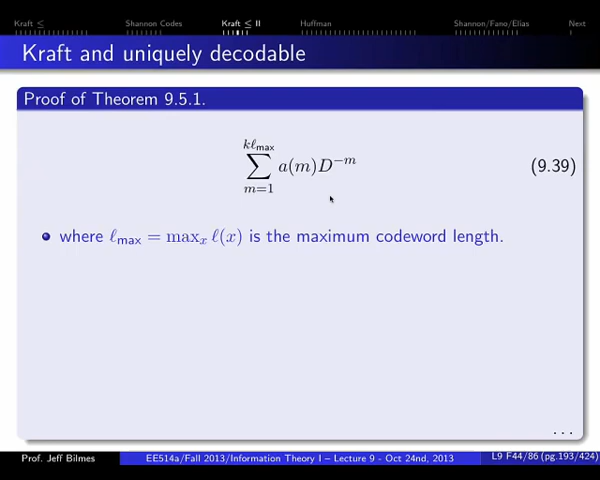 Kraft ≤ Shannon Codes Kraft ≤ II Huffman Shannon/Fano/Elias Next
Kraft and uniquely decodable
Proof of Theorem 9.5.1.
kℓmax
∑ a(m)D^{−m} (9.39)
m=1
where ℓmax = maxx ℓ(x) is the maximum codeword length.
...
Prof. Jeff Bilmes EE514a/Fall 2013/Information Theory I – Lecture 9 - Oct 24nd, 2013 L9 F44/86 (pg.193/424)